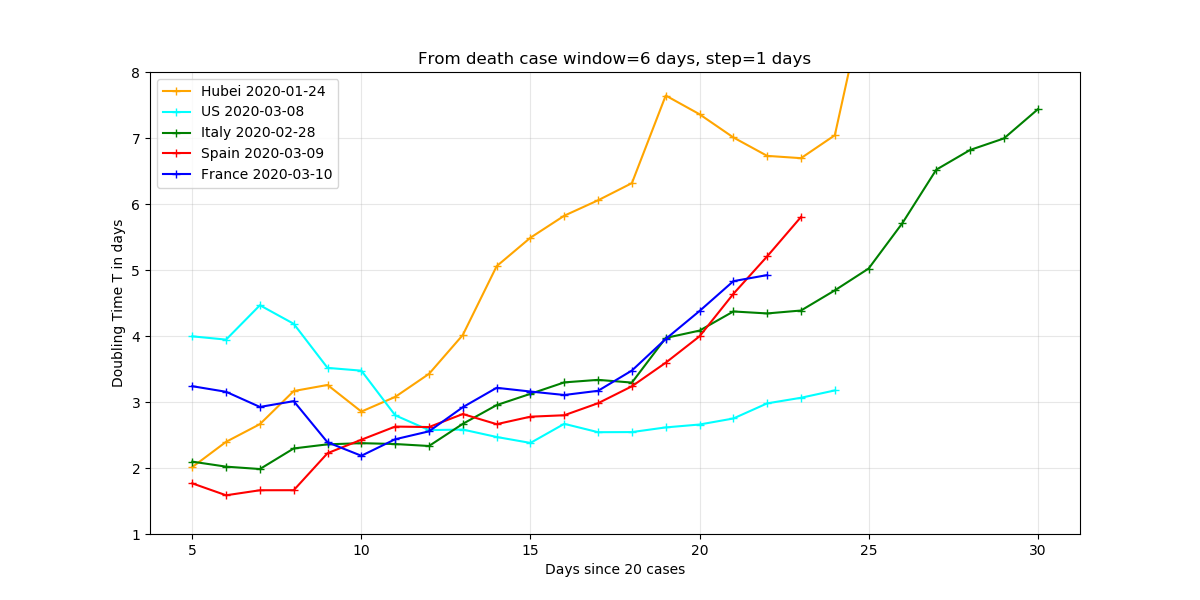 From death case window=6 days, step=1 days
Hubei 2020-01-24
US 2020-03-08
Italy 2020-02-28
Spain 2020-03-09
France 2020-03-10
Doubling Time T in days
8
7
6
5
4
3
2
1
5 10 15 20 25 30
Days since 20 cases